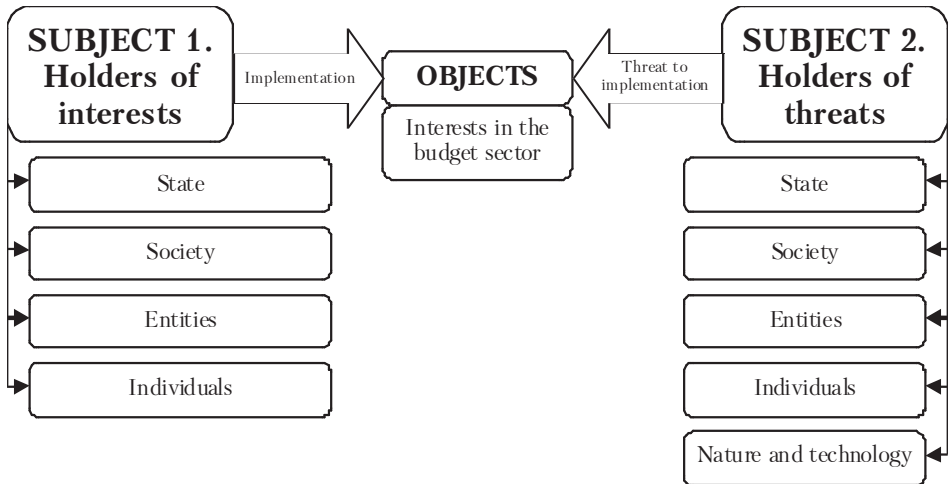 SUBJECT 1.
Holders of
interests
Implementation
OBJECTS
Interests in the
budget sector
Threat to
implementation
SUBJECT 2.
Holders of
threats
State
Society
Entities
Individuals
State
Society
Entities
Individuals
Nature and technology